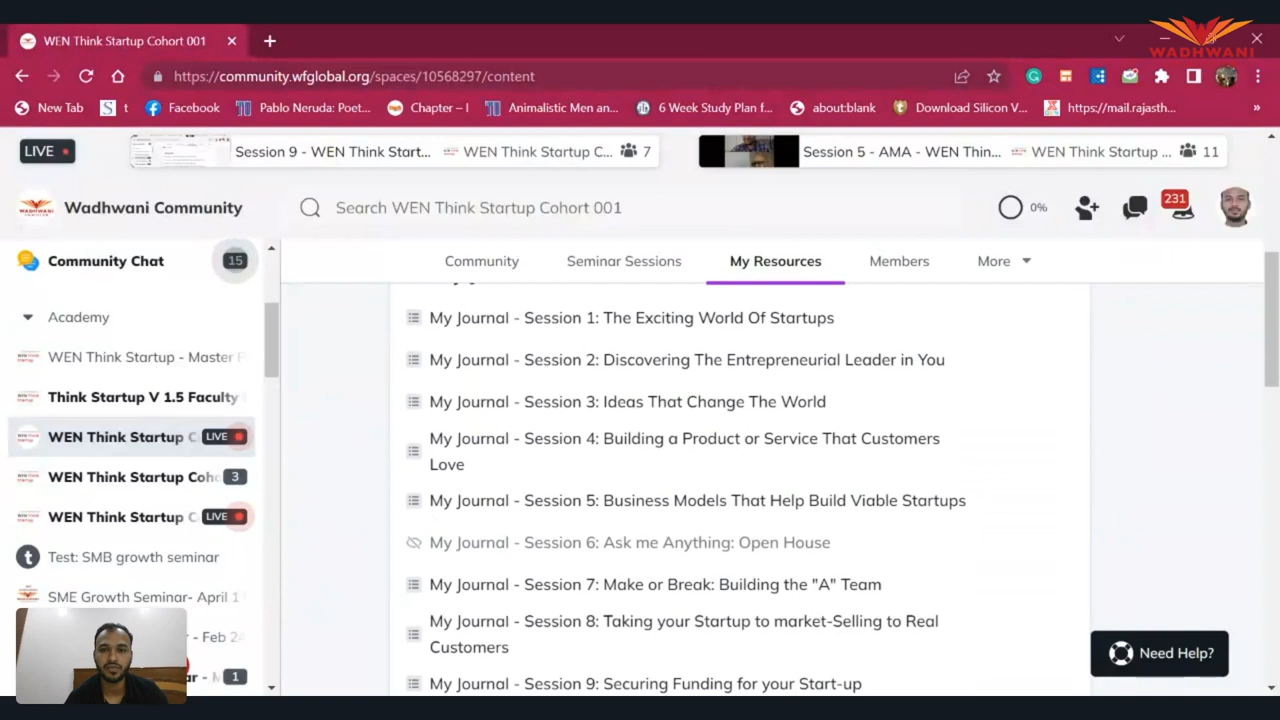 WEN Think Startup Cohort 001
WADHWANI
https://community.wfglobal.org/spaces/10568297/content
New Tab
t
Facebook
Pablo Neruda: Poet...
Chapter – I
Animalistic Men an...
6 Week Study Plan f...
about:blank
Download Silicon V...
https://mail.rajasth...
LIVE
Session 9 - WEN Think Start...
WEN Think Startup C...
7
Session 5 - AMA - WEN Thin...
WEN Think Startup ...
11
WADHWANI
Wadhwani Community
Search WEN Think Startup Cohort 001
0%
231
Community Chat
15
Community
Seminar Sessions
My Resources
Members
More
Academy
WEN Think Startup - Master
Think Startup V 1.5 Faculty
WEN Think Startup C
LIVE
WEN Think Startup Coh
3
WEN Think Startup C
LIVE
t
Test: SMB growth seminar
SME Growth Seminar- April 1
- Feb 24
1
My Journal - Session 1: The Exciting World Of Startups
My Journal - Session 2: Discovering The Entrepreneurial Leader in You
My Journal - Session 3: Ideas That Change The World
My Journal - Session 4: Building a Product or Service That Customers
Love
My Journal - Session 5: Business Models That Help Build Viable Startups
My Journal - Session 6: Ask me Anything: Open House
My Journal - Session 7: Make or Break: Building the "A" Team
My Journal - Session 8: Taking your Startup to market-Selling to Real
Customers
My Journal - Session 9: Securing Funding for your Start-up
Need Help?